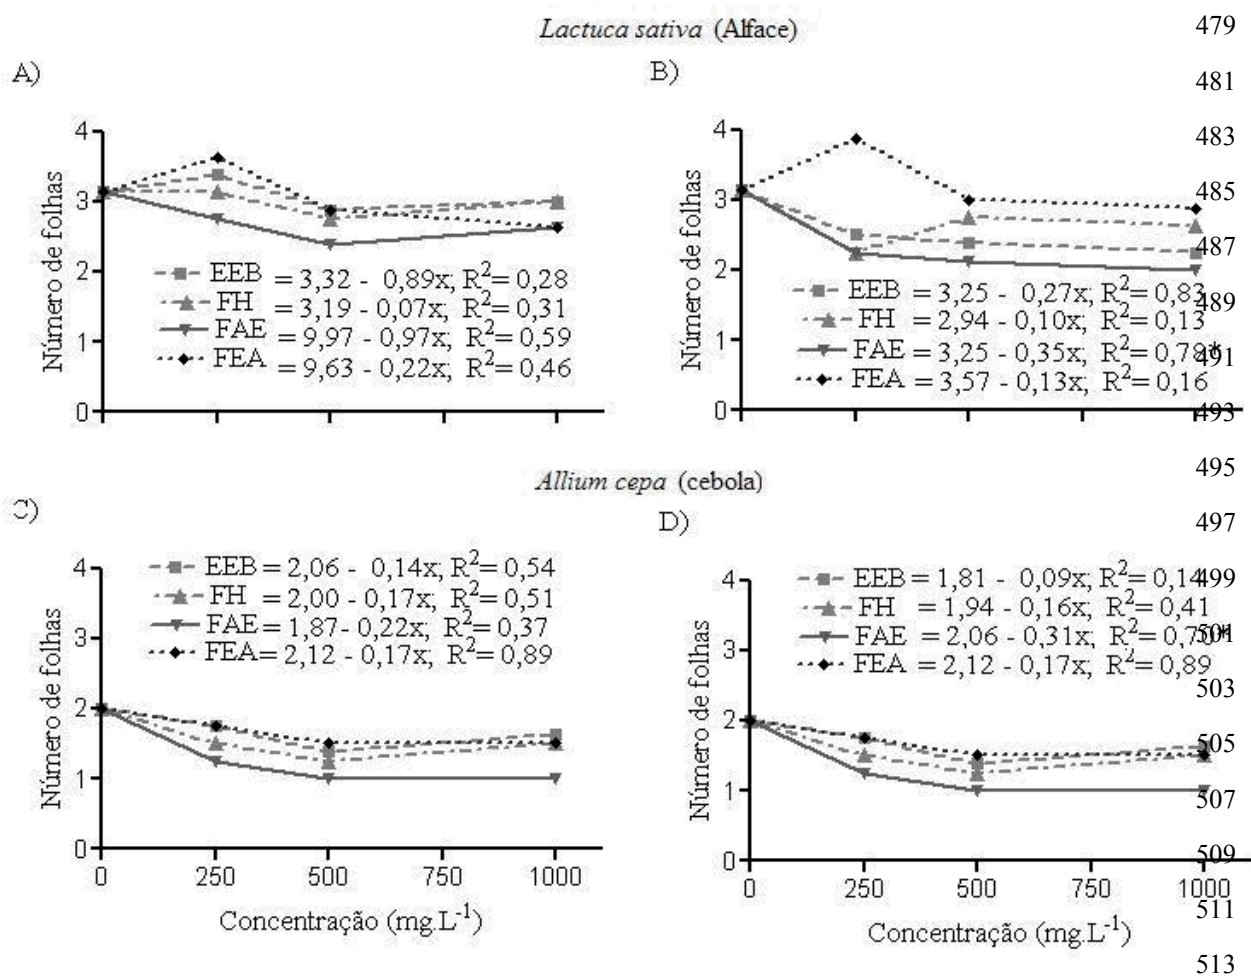 Lactuca sativa (Alface)
479
481
483
485
487
489
491
493
495
497
499
501
503
505
507
509
511
513
A)
Número de folhas
4
3
2
1
0
EEB = 3,32 - 0,89x; R²= 0,28
FH = 3,19 - 0,07x; R²= 0,31
FAE = 9,97 - 0,97x; R²= 0,59
FEA = 9,63 - 0,22x; R²= 0,46
B)
Número de folhas
4
3
2
1
0
EEB = 3,25 - 0,27x; R²= 0,83
FH = 2,94 - 0,10x; R²= 0,13
FAE = 3,25 - 0,35x; R²= 0,78*
FEA = 3,57 - 0,13x; R²= 0,16
Allium cepa (cebola)
C)
Número de folhas
4
3
2
1
0
EEB = 2,06 - 0,14x; R²= 0,54
FH = 2,00 - 0,17x; R²= 0,51
FAE = 1,87- 0,22x; R²= 0,37
FEA= 2,12 - 0,17x; R²= 0,89
0 250 500 750 1000
Concentração (mg.L⁻¹)
D)
Número de folhas
4
3
2
1
0
EEB = 1,81 - 0,09x; R²= 0,14
FH = 1,94 - 0,16x; R²= 0,41
FAE = 2,06 - 0,31x;
FEA = 2,12 - 0,17x; R²= 0,89
0 250 500 750 1000
Concentração (mg.L⁻¹)